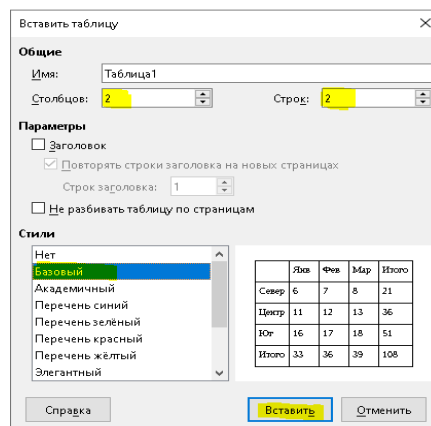 Вставить таблицу
Общие
Имя: Таблица1
Столбцов: 2 Строк: 2
Параметры
Заголовок
Повторять строки заголовка на новых страницах
Строк заголовка: 1
Не разбивать таблицу по страницам
Стили
Нет
Базовый
Академичный
Перечень синий
Перечень зелёный
Перечень красный
Перечень жёлтый
Элегантный
Янв Фев Мар Итого
Север 6 7 8 21
Центр 11 12 13 36
Юг 16 17 18 51
Итого 33 36 39 108
Справка Вставить Отменить